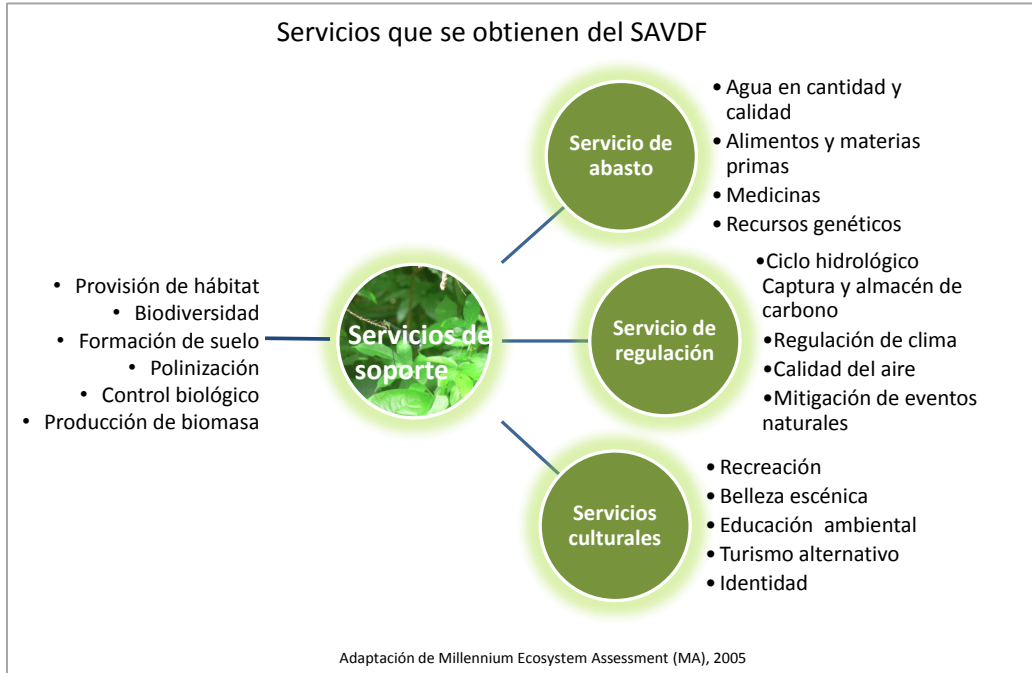 Servicios que se obtienen del SAVDF
• Provisión de hábitat
• Biodiversidad
• Formación de suelo
• Polinización
• Control biológico
• Producción de biomasa
Servicios de
soporte
Servicio de
abasto
• Agua en cantidad y
calidad
• Alimentos y materias
primas
• Medicinas
• Recursos genéticos
Servicio de
regulación
•Ciclo hidrológico
Captura y almacén de
carbono
•Regulación de clima
•Calidad del aire
•Mitigación de eventos
naturales
Servicios
culturales
• Recreación
• Belleza escénica
• Educación ambiental
• Turismo alternativo
• Identidad
Adaptación de Millennium Ecosystem Assessment (MA), 2005